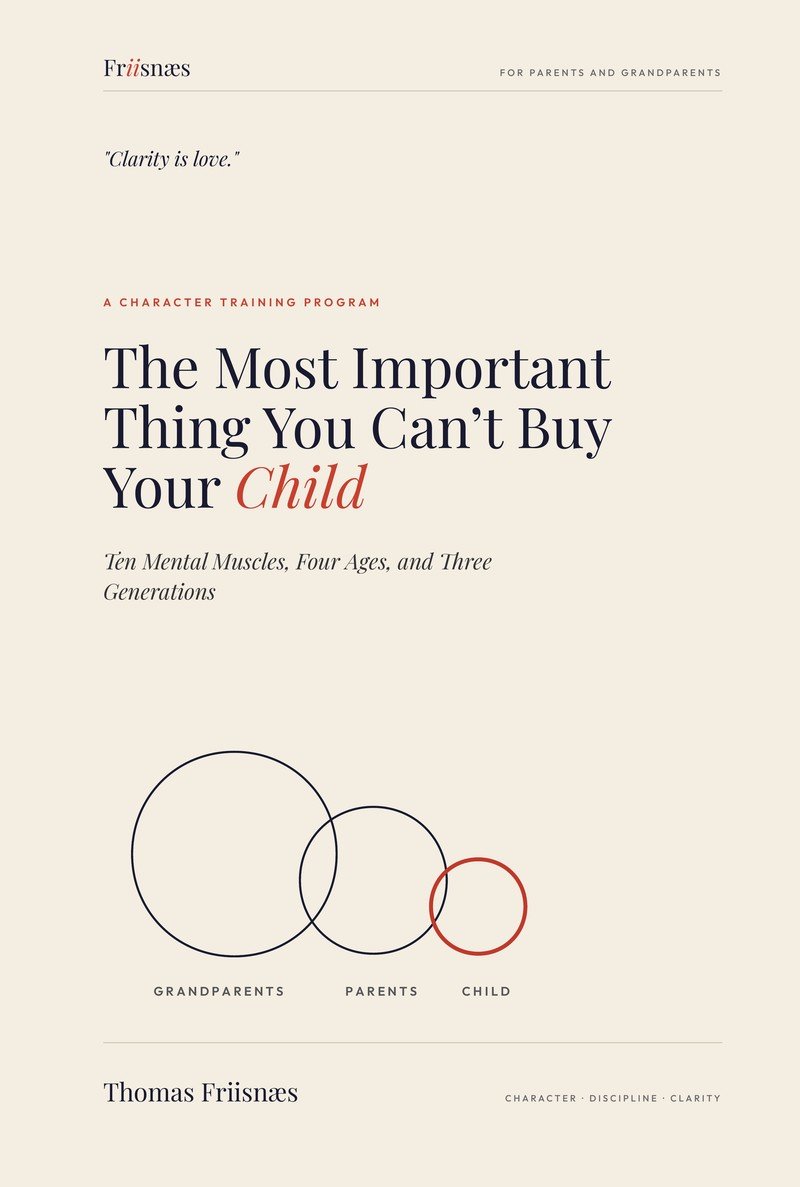 Friisnæs
FOR PARENTS AND GRANDPARENTS
"Clarity is love."
A CHARACTER TRAINING PROGRAM
The Most Important
Thing You Can’t Buy
Your Child
Ten Mental Muscles, Four Ages, and Three
Generations
GRANDPARENTS
PARENTS
CHILD
Thomas Friisnæs
CHARACTER · DISCIPLINE · CLARITY